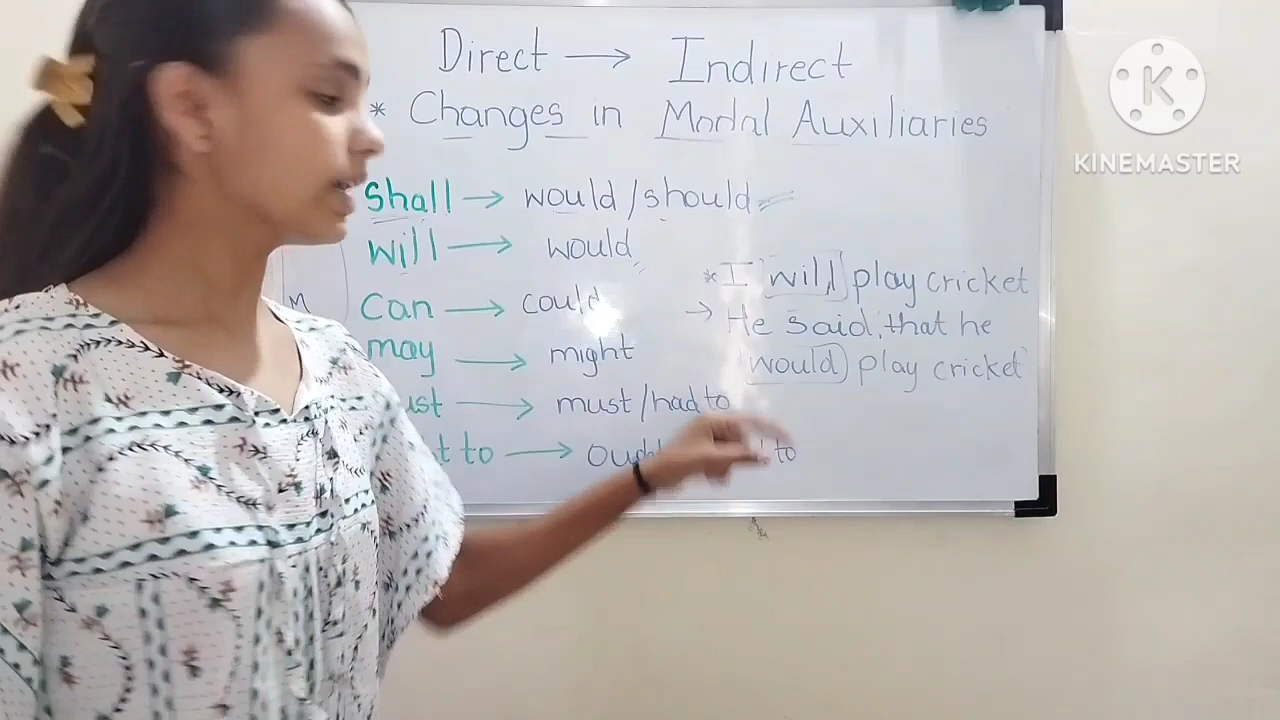 Direct → Indirect
* Changes in Modal Auxiliaries
Shall → would/should
will → would
can → could
may → might
→ must/had to
to → to
* I will play cricket
→ He said that he
would play cricket
M
K
KINEMASTER